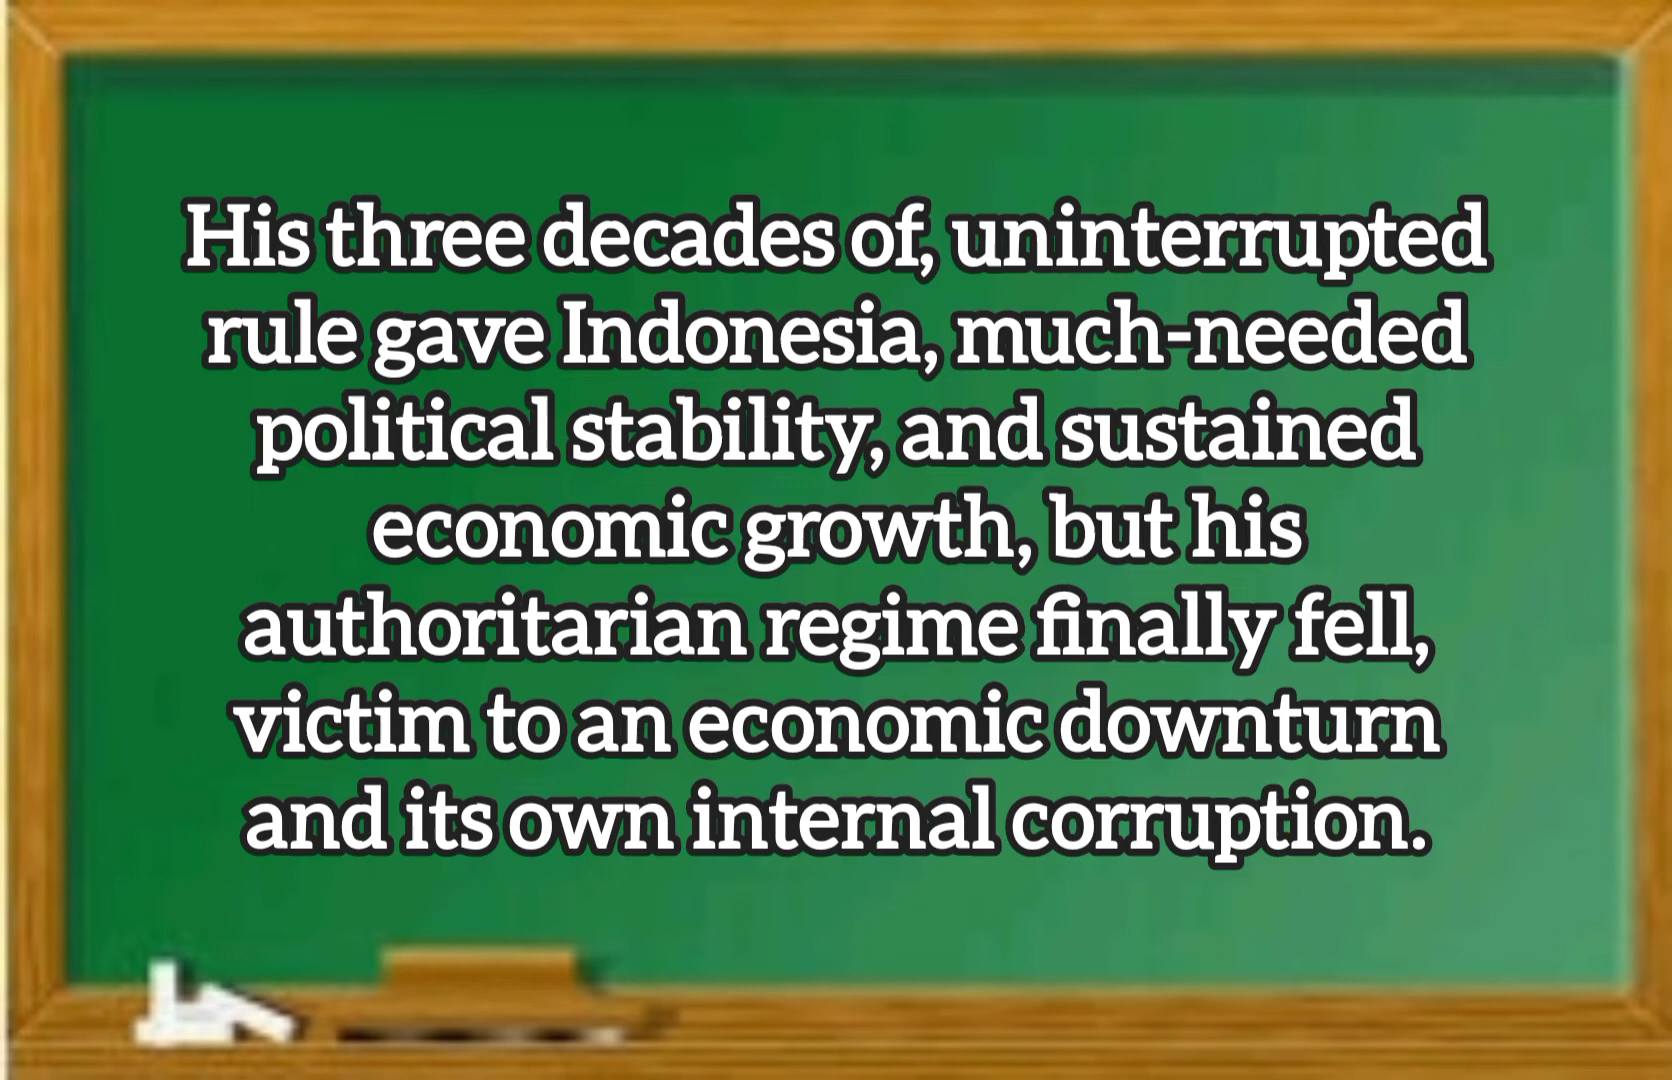 His three decades of, uninterrupted
rule gave Indonesia, much-needed
political stability, and sustained
economic growth, but his
authoritarian regime finally fell,
victim to an economic downturn
and its own internal corruption.